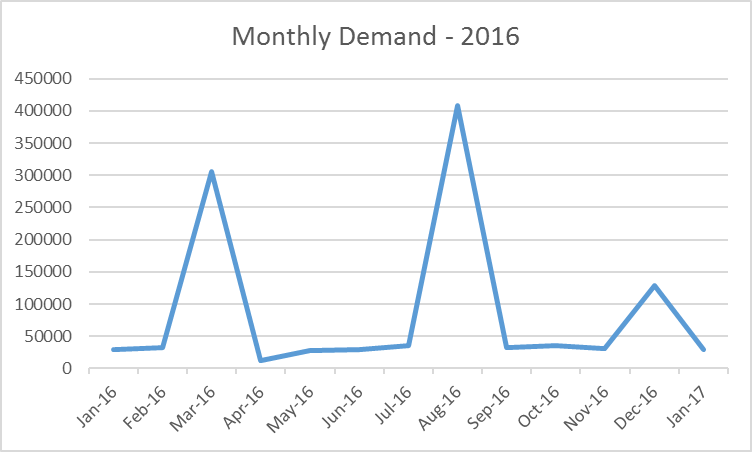 Monthly Demand - 2016
450000
400000
350000
300000
250000
200000
150000
100000
50000
0
Jan-16
Feb-16
Mar-16
Apr-16
May-16
Jun-16
Jul-16
Aug-16
Sep-16
Oct-16
Nov-16
Dec-16
Jan-17